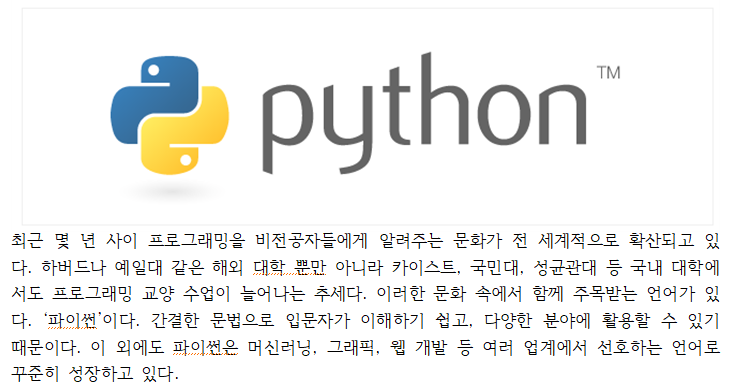 python™
최근 몇 년 사이 프로그래밍을 비전공자들에게 알려주는 문화가 전 세계적으로 확산되고 있
다. 하버드나 예일대 같은 해외 대학 뿐만 아니라 카이스트, 국민대, 성균관대 등 국내 대학에
서도 프로그래밍 교양 수업이 늘어나는 추세다. 이러한 문화 속에서 함께 주목받는 언어가 있
다. ‘파이썬’이다. 간결한 문법으로 입문자가 이해하기 쉽고, 다양한 분야에 활용할 수 있기
때문이다. 이 외에도 파이썬은 머신러닝, 그래픽, 웹 개발 등 여러 업계에서 선호하는 언어로
꾸준히 성장하고 있다.